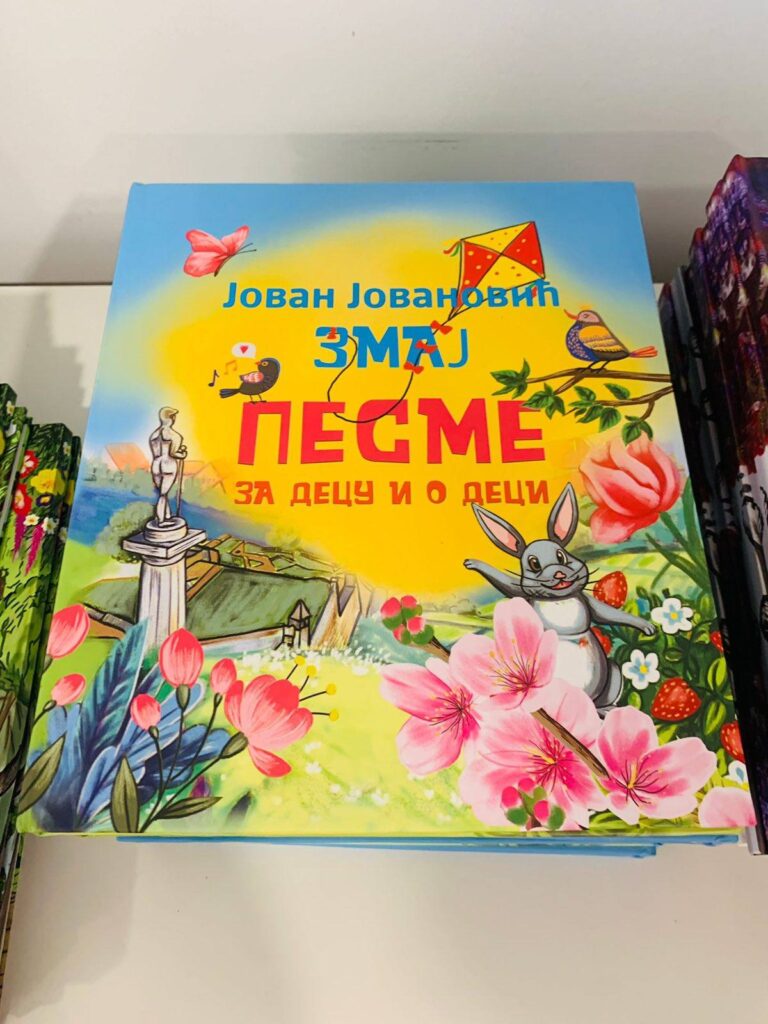 Јован Јовановић
ЗМАЈ
ПЕСМЕ
ЗА ДЕЦУ И О ДЕЦИ